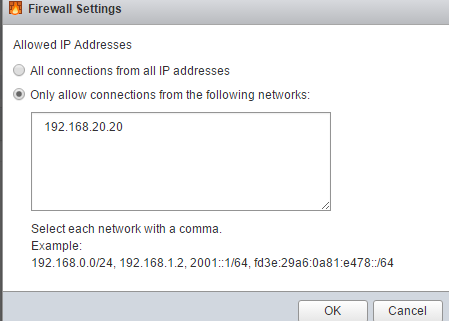 Firewall Settings
Allowed IP Addresses
All connections from all IP addresses
Only allow connections from the following networks:
192.168.20.20
Select each network with a comma.
Example:
192.168.0.0/24, 192.168.1.2, 2001::1/64, fd3e:29a6:0a81:e478::/64
OK Cancel